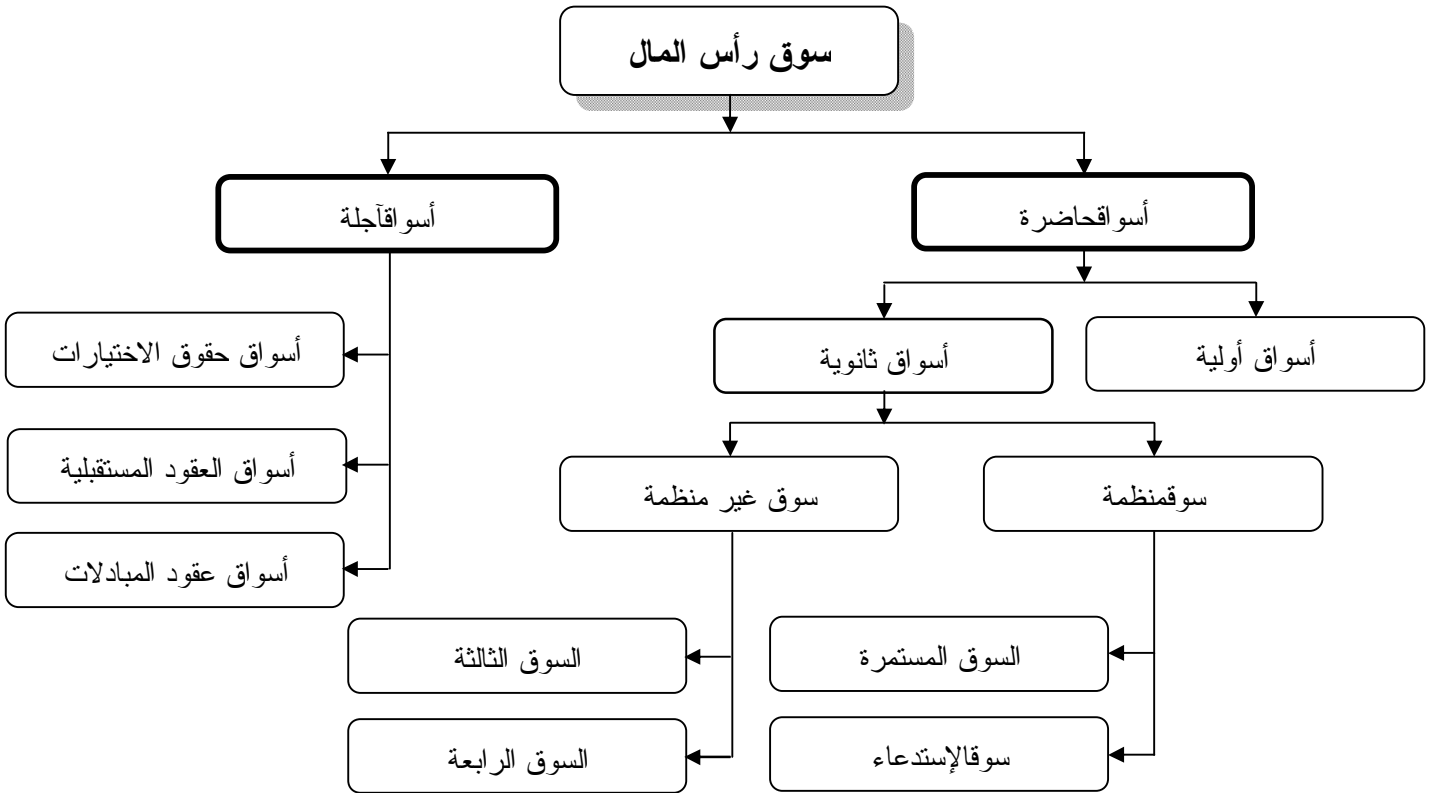 سوق رأس المال
أسواقحاضرة
أسواقآجلة
أسواق أولية
أسواق ثانوية
أسواق حقوق الاختيارات
سوقمنظمة
سوق غير منظمة
أسواق العقود المستقبلية
أسواق عقود المبادلات
السوق المستمرة
السوق الثالثة
سوقالإستدعاء
السوق الرابعة